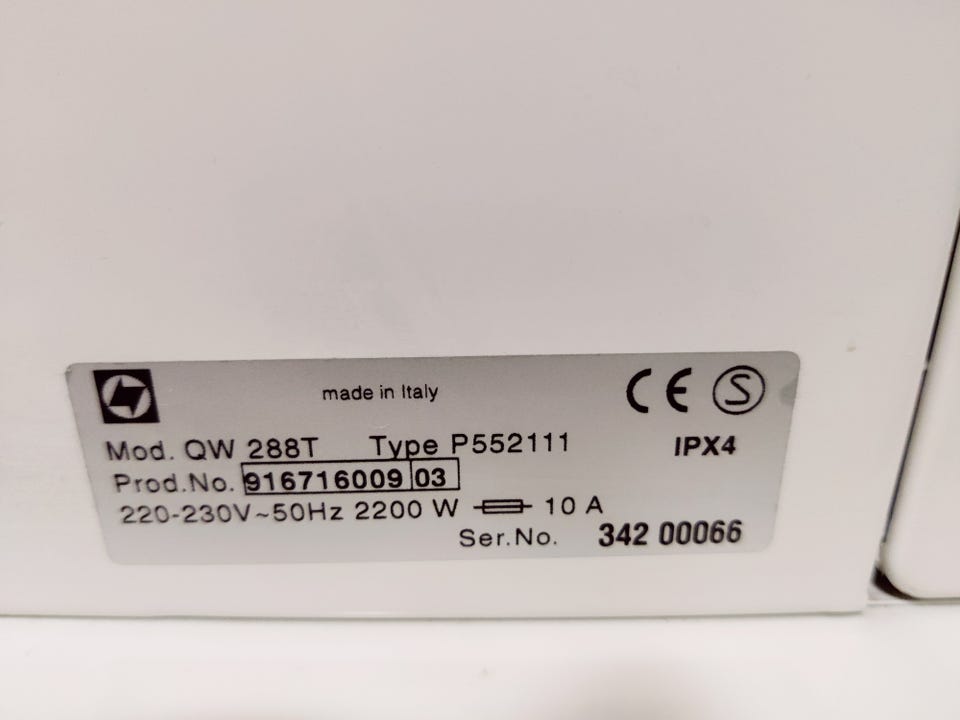 made in Italy
CE S
Mod. QW 288T Type P552111 IPX4
Prod.No. 916716009 03
220-230V~50Hz 2200 W 10 A
Ser.No. 342 00066